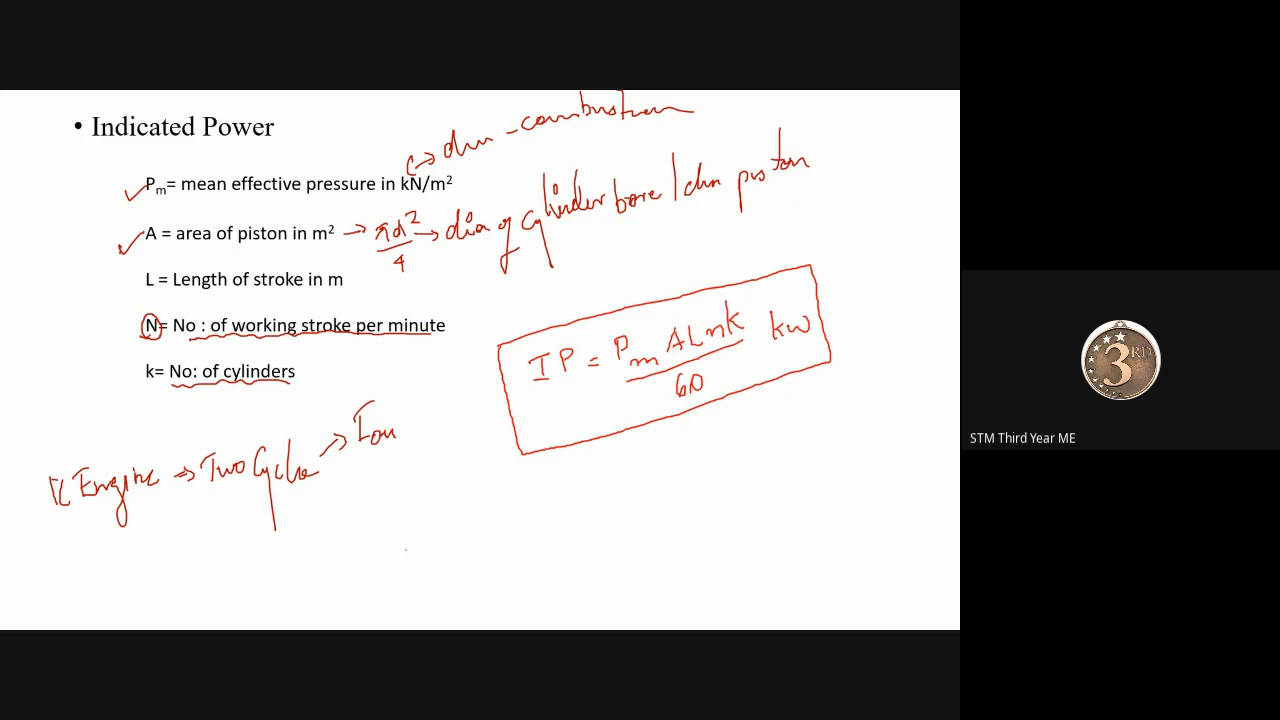 • Indicated Power
→ dm - combustion
Pm= mean effective pressure in kN/m²
A = area of piston in m² → πd²/4 → dia of cylinder bore / dm piston
L = Length of stroke in m
N= No : of working stroke per minute
k= No: of cylinders
IP = Pm ALnk / 60 kW
IC Engine → Two Cycle → Fou
3RD
STM Third Year ME